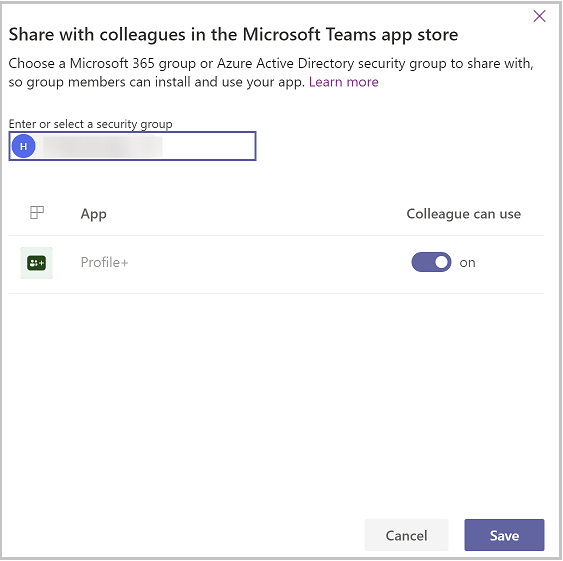 Share with colleagues in the Microsoft Teams app store
Choose a Microsoft 365 group or Azure Active Directory security group to share with,
so group members can install and use your app. Learn more
Enter or select a security group
H
App Colleague can use
Profile+ on
Cancel Save